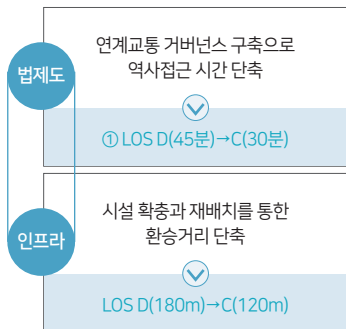 법제도
연계교통 거버넌스 구축으로
역사접근 시간 단축
① LOS D(45분)→C(30분)
인프라
시설 확충과 재배치를 통한
환승거리 단축
LOS D(180m)→C(120m)